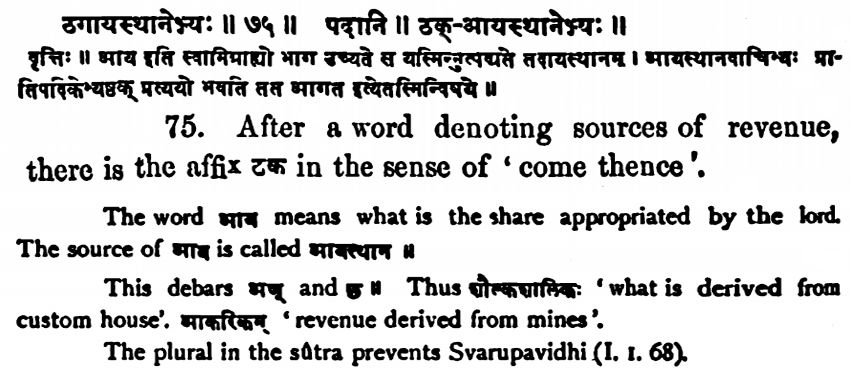 ठगायस्थानेभ्यः ॥ ७५ ॥ पदानि ॥ ठक्-आयस्थानेभ्यः ॥
वृत्तिः ॥ आय इति स्वामिग्राह्यो भाग उच्यते स यस्मिन्नुत्पद्यते तदायस्थानम् । आयस्थानवाचिभ्यः प्रा-
तिपदिकेभ्यष्ठक् प्रत्ययो भवति तत आगत इत्येतस्मिन्विषये ॥
75. After a word denoting sources of revenue,
there is the affix टक in the sense of ‘ come thence ’.
The word आय means what is the share appropriated by the lord.
The source of आय is called आयस्थान ॥
This debars अण् and छ ॥ Thus शौल्कशालिकः ‘ what is derived from
custom house’. आकरिकम् ‘ revenue derived from mines ’.
The plural in the sûtra prevents Svarupavidhi (I. 1. 68).